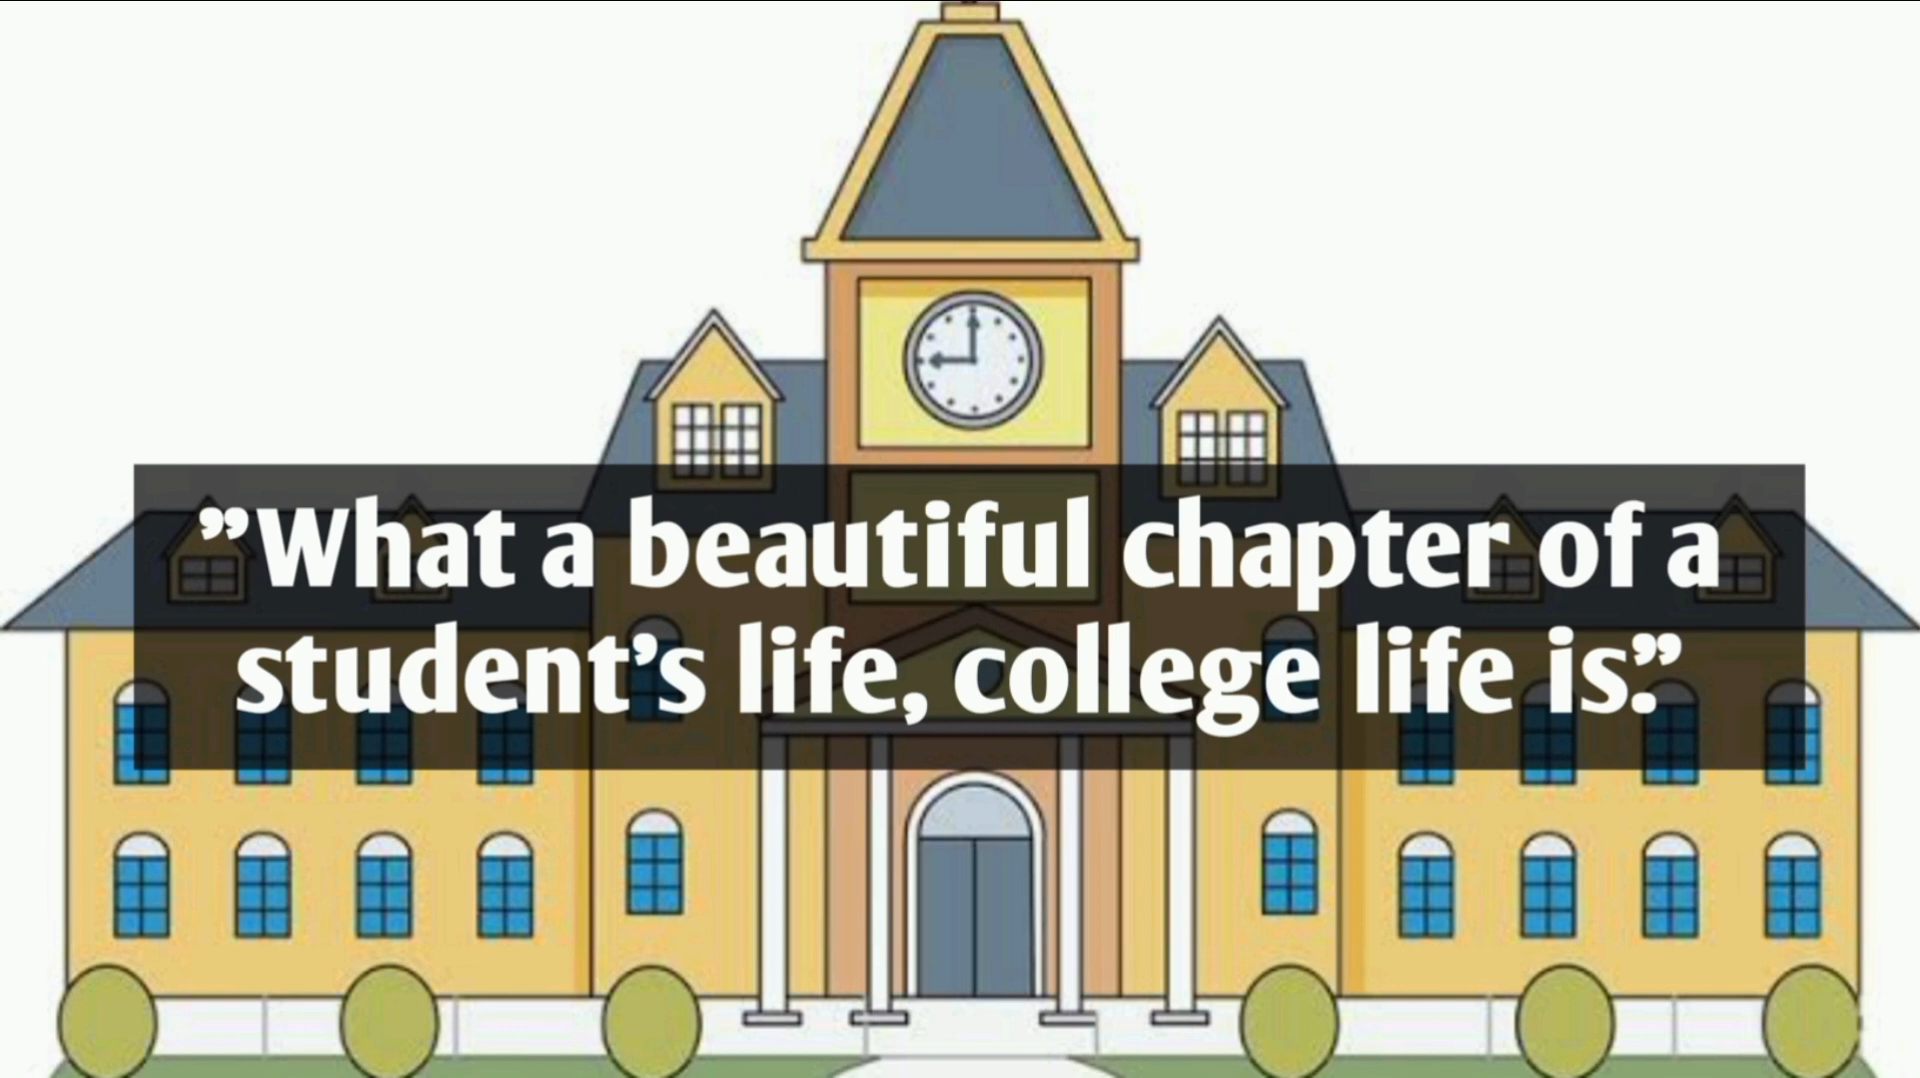 ”What a beautiful chapter of a
student’s life, college life is.”